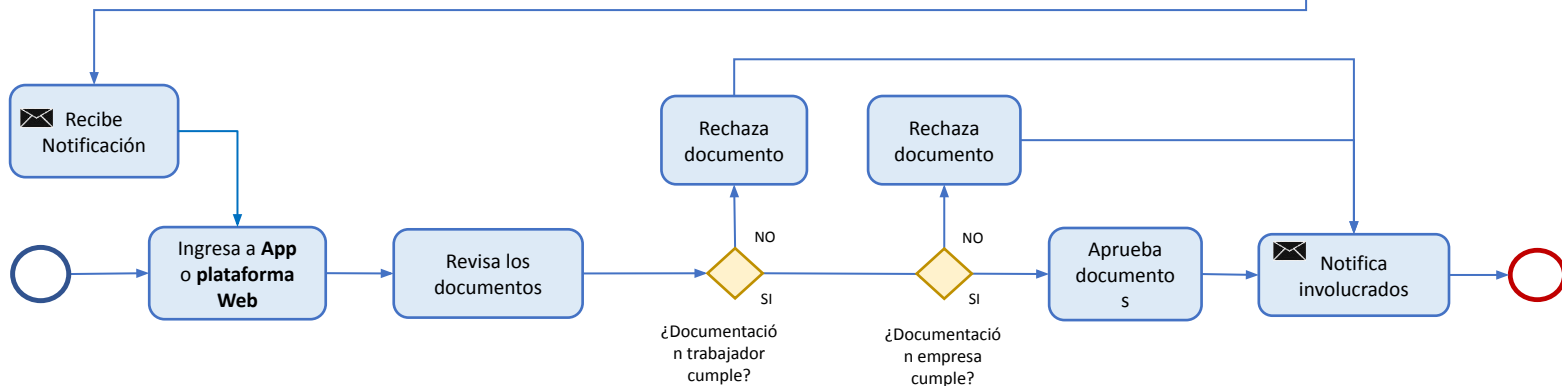 Recibe
Notificación
Ingresa a App
o plataforma
Web
Revisa los
documentos
Rechaza
documento
NO
SI
¿Documentació
n trabajador
cumple?
Rechaza
documento
NO
SI
¿Documentació
n empresa
cumple?
Aprueba
documento
s
Notifica
involucrados